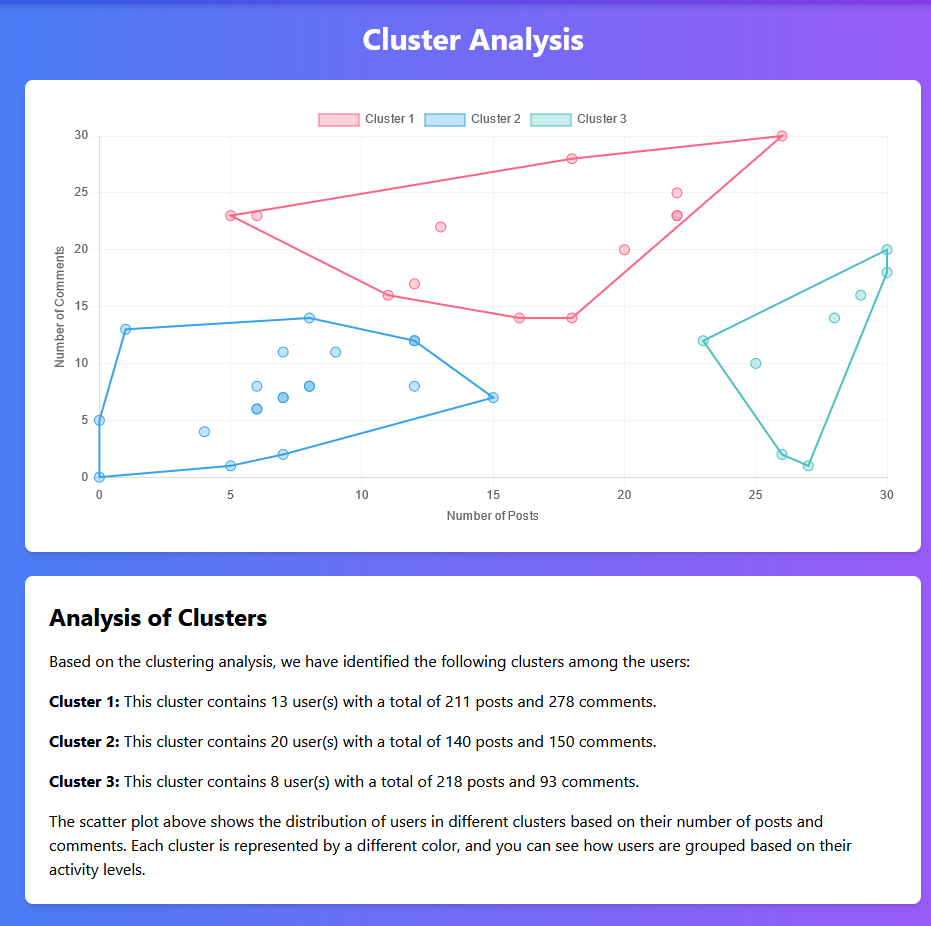 Cluster Analysis
Cluster 1 Cluster 2 Cluster 3
Number of Comments
30
25
20
15
10
5
0
0 5 10 15 20 25 30
Number of Posts
Analysis of Clusters
Based on the clustering analysis, we have identified the following clusters among the users:
Cluster 1: This cluster contains 13 user(s) with a total of 211 posts and 278 comments.
Cluster 2: This cluster contains 20 user(s) with a total of 140 posts and 150 comments.
Cluster 3: This cluster contains 8 user(s) with a total of 218 posts and 93 comments.
The scatter plot above shows the distribution of users in different clusters based on their number of posts and
comments. Each cluster is represented by a different color, and you can see how users are grouped based on their
activity levels.